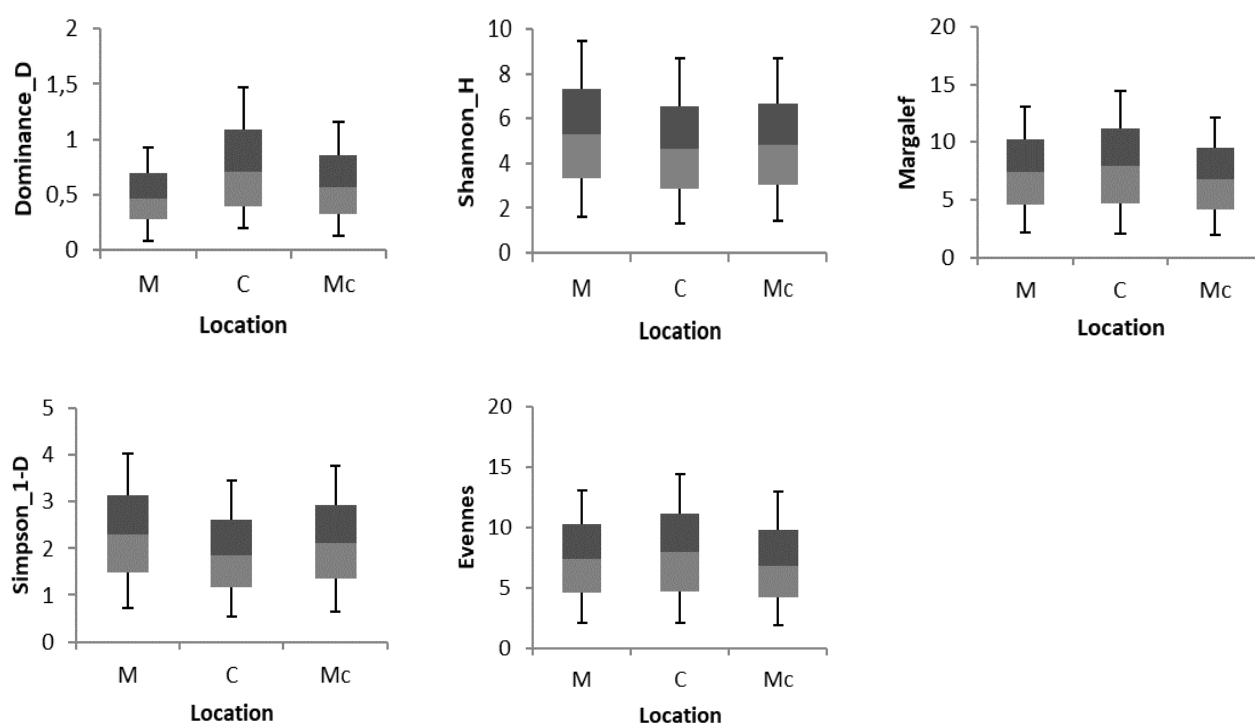 Dominance_D
2
1,5
1
0,5
0
M C Mc
Location
Shannon_H
10
8
6
4
2
0
M C Mc
Location
Margalef
20
15
10
5
0
M C Mc
Location
Simpson_1-D
5
4
3
2
1
0
M C Mc
Location
Evennes
20
15
10
5
0
M C Mc
Location